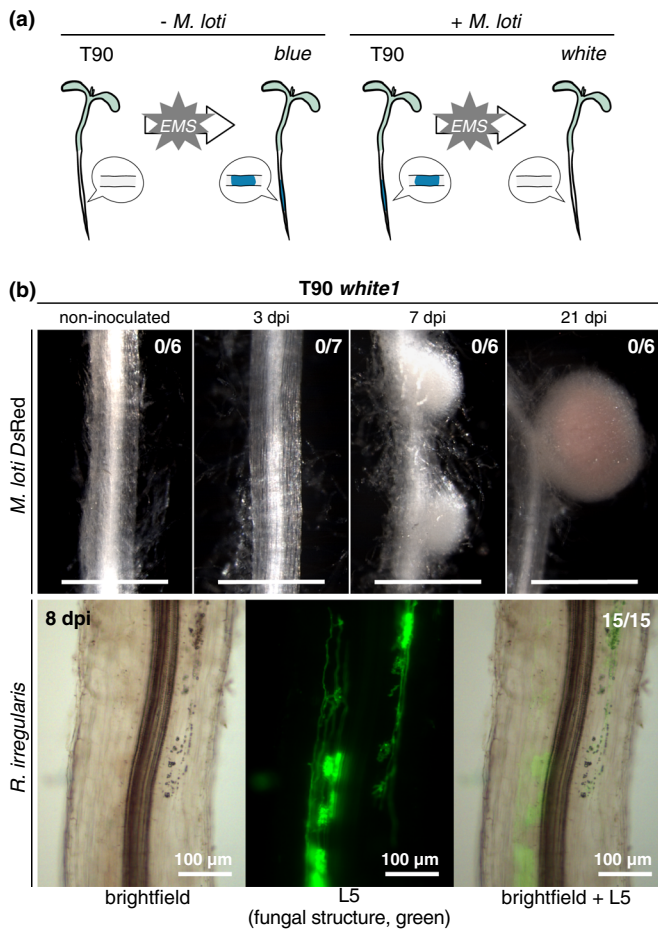 (a)
- M. loti
+ M. loti
T90
blue
T90
white
EMS
EMS
(b)
T90 white1
non-inoculated
3 dpi
7 dpi
21 dpi
M. loti DsRed
0/6
0/7
0/6
0/6
R. irregularis
8 dpi
15/15
100 µm
100 µm
100 µm
brightfield
L5
(fungal structure, green)
brightfield + L5